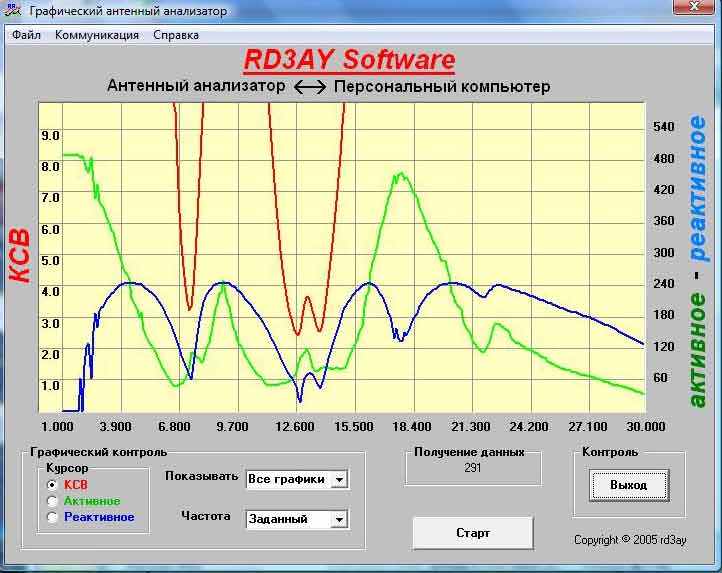 Графический антенный анализатор
Файл Коммуникация Справка
RD3AY Software
Антенный анализатор ⟷ Персональный компьютер
КСВ
9.0
8.0
7.0
6.0
5.0
4.0
3.0
2.0
1.0
540
480
420
360
300
240
180
120
60
активное - реактивное
1.000 3.900 6.800 9.700 12.600 15.500 18.400 21.300 24.200 27.100 30.000
Графический контроль
Курсор
КСВ
Активное
Реактивное
Показывать Все графики
Частота Заданный
Получение данных
291
Старт
Контроль
Выход
Copyright © 2005 rd3ay